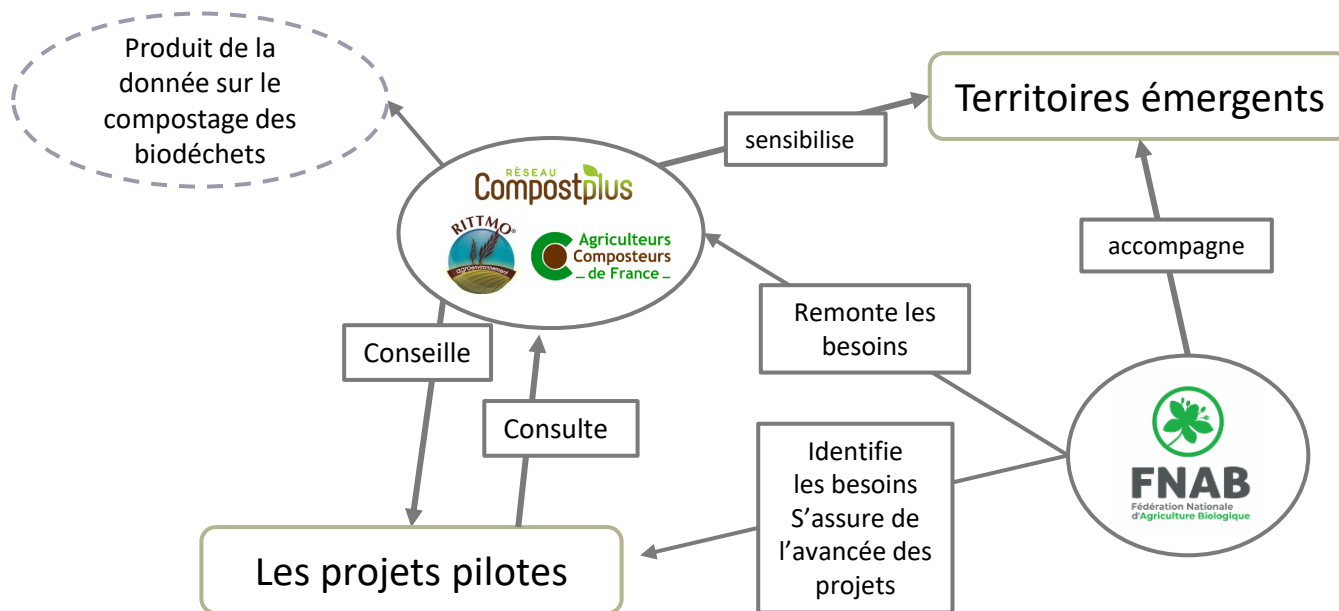 Produit de la
donnée sur le
compostage des
biodéchets
sensibilise
Territoires émergents
RÉSEAU
Compostplus
RITTMO®
agroenvironnement
Agriculteurs
Composteurs
_ de France _
accompagne
Remonte les
besoins
Conseille
Consulte
Identifie
les besoins
S’assure de
l’avancée des
projets
FNAB
Fédération Nationale
d'Agriculture Biologique
Les projets pilotes